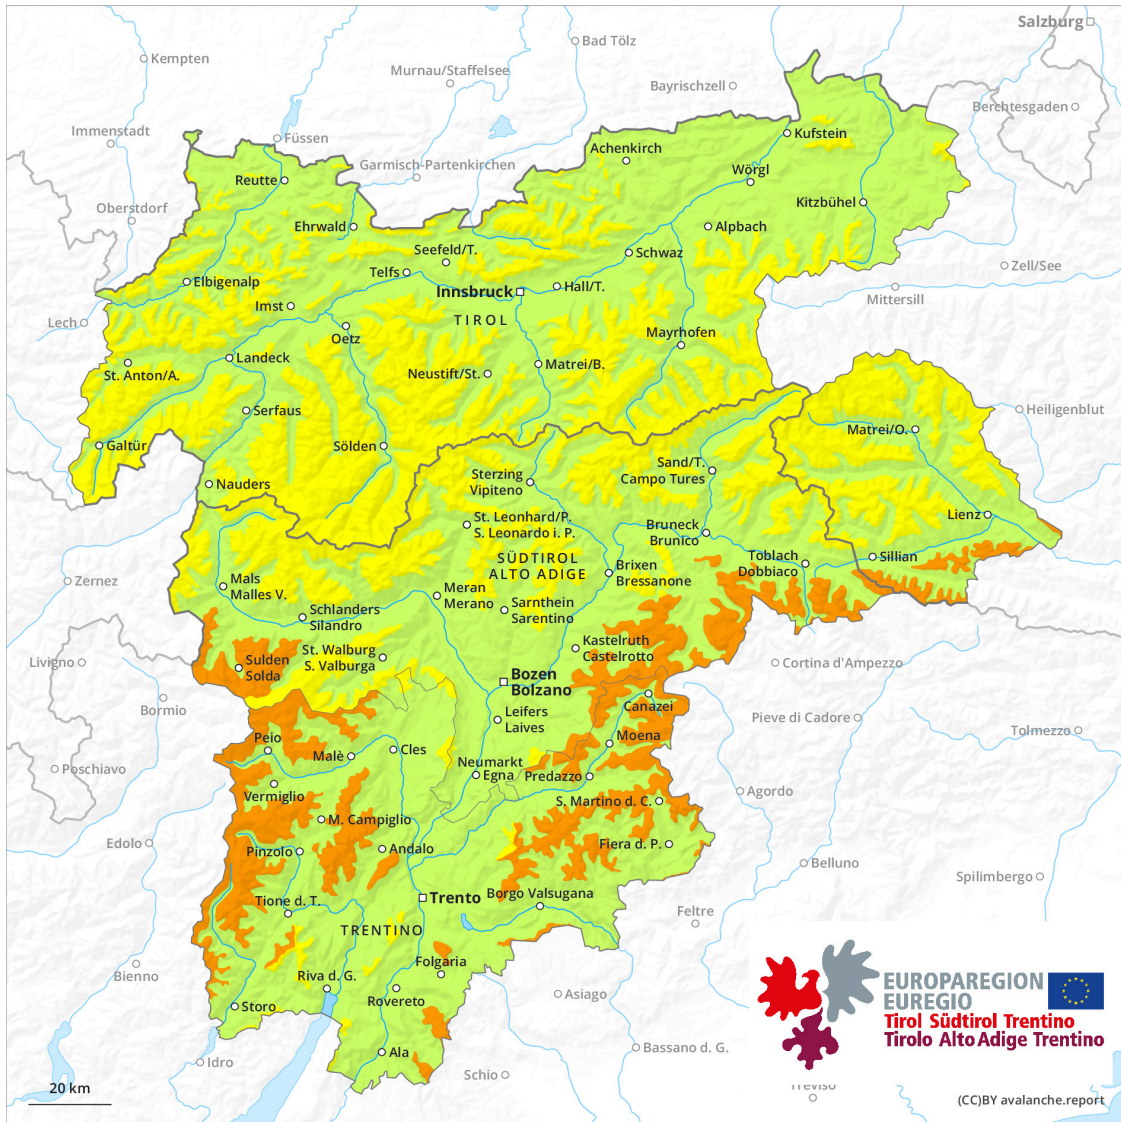 Salzburg
Bad Tölz
Kempten
Murnau/Staffelsee
Bayrischzell
Berchtesgaden
Immenstadt
Füssen
Kufstein
Achenkirch
Garmisch-Partenkirchen
Wörgl
Reutte
Oberstdorf
Kitzbühel
Ehrwald
Alpbach
Seefeld/T.
Schwaz
Zell/See
Telfs
Elbigenalp
Hall/T.
Innsbruck
Mittersill
Imst
TIROL
Lech
Oetz
Mayrhofen
Landeck
Matrei/B.
St. Anton/A.
Neustift/St.
Serfaus
Heiligenblut
Matrei/O.
Galtür
Sölden
Sand/T.
Campo Tures
Sterzing
Vipiteno
Nauders
Lienz
St. Leonhard/P.
S. Leonardo i. P.
Bruneck
Brunico
SÜDTIROL
ALTO ADIGE
Toblach
Dobbiaco
Sillian
Brixen
Bressanone
Zernez
Mals
Malles V.
Meran
Merano
Sarnthein
Sarentino
Schlanders
Silandro
Kastelruth
Castelrotto
St. Walburg
S. Valburga
Livigno
Sulden
Solda
Cortina d'Ampezzo
Bozen
Bolzano
Bormio
Canazei
Leifers
Laives
Pieve di Cadore
Tolmezzo
Peio
Moena
Malè
Cles
Neumarkt
Egna
Poschiavo
Predazzo
Vermiglio
Agordo
S. Martino d. C.
M. Campiglio
Edolo
Pinzolo
Andalo
Fiera d. P.
Belluno
Spilimbergo
Trento
Borgo Valsugana
Tione d. T.
Feltre
TRENTINO
Folgaria
Bienno
Riva d. G.
Rovereto
Asiago
Storo
EUROPAREGION
EUREGIO
Tirol Südtirol Trentino
Tirolo Alto Adige Trentino
Ala
Bassano d. G.
Idro
Schio
Treviso
20 km
(CC)BY avalanche.report